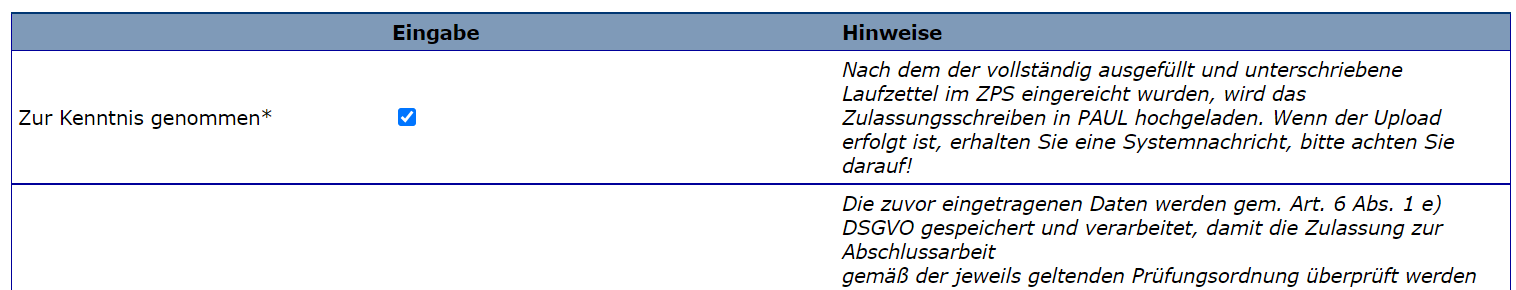 Eingabe
Hinweise
Zur Kenntnis genommen*
Nach dem der vollständig ausgefüllt und unterschriebene
Laufzettel im ZPS eingereicht wurden, wird das
Zulassungsschreiben in PAUL hochgeladen. Wenn der Upload
erfolgt ist, erhalten Sie eine Systemnachricht, bitte achten Sie
darauf!
Die zuvor eingetragenen Daten werden gem. Art. 6 Abs. 1 e)
DSGVO gespeichert und verarbeitet, damit die Zulassung zur
Abschlussarbeit
gemäß der jeweils geltenden Prüfungsordnung überprüft werden